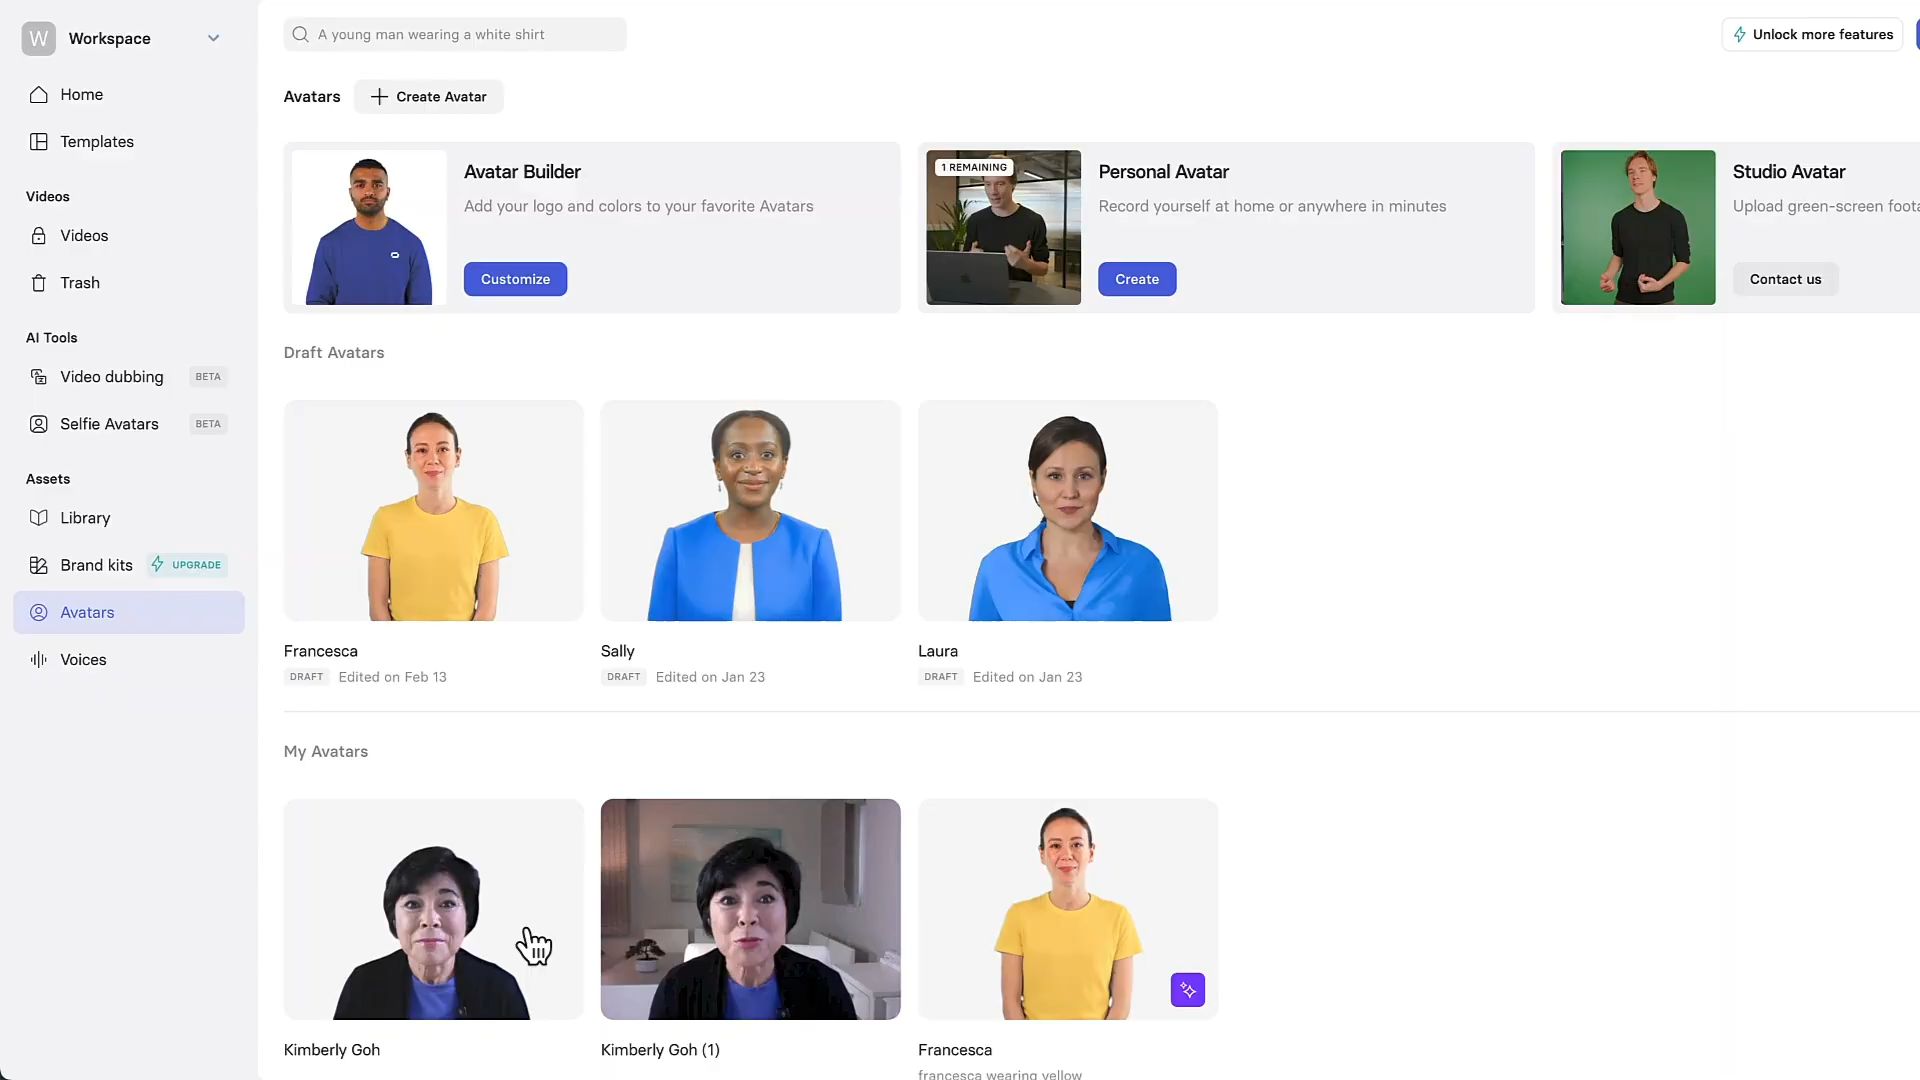 W Workspace
A young man wearing a white shirt
Unlock more features
Home
Templates
Videos
Videos
Trash
AI Tools
Video dubbing BETA
Selfie Avatars BETA
Assets
Library
Brand kits UPGRADE
Avatars
Voices
Avatars
Create Avatar
Avatar Builder
Add your logo and colors to your favorite Avatars
Customize
1 REMAINING
Personal Avatar
Record yourself at home or anywhere in minutes
Create
Studio Avatar
Upload green-screen foota
Contact us
Draft Avatars
Francesca
DRAFT Edited on Feb 13
Sally
DRAFT Edited on Jan 23
Laura
DRAFT Edited on Jan 23
My Avatars
Kimberly Goh
Kimberly Goh (1)
Francesca
francesca wearing yellow